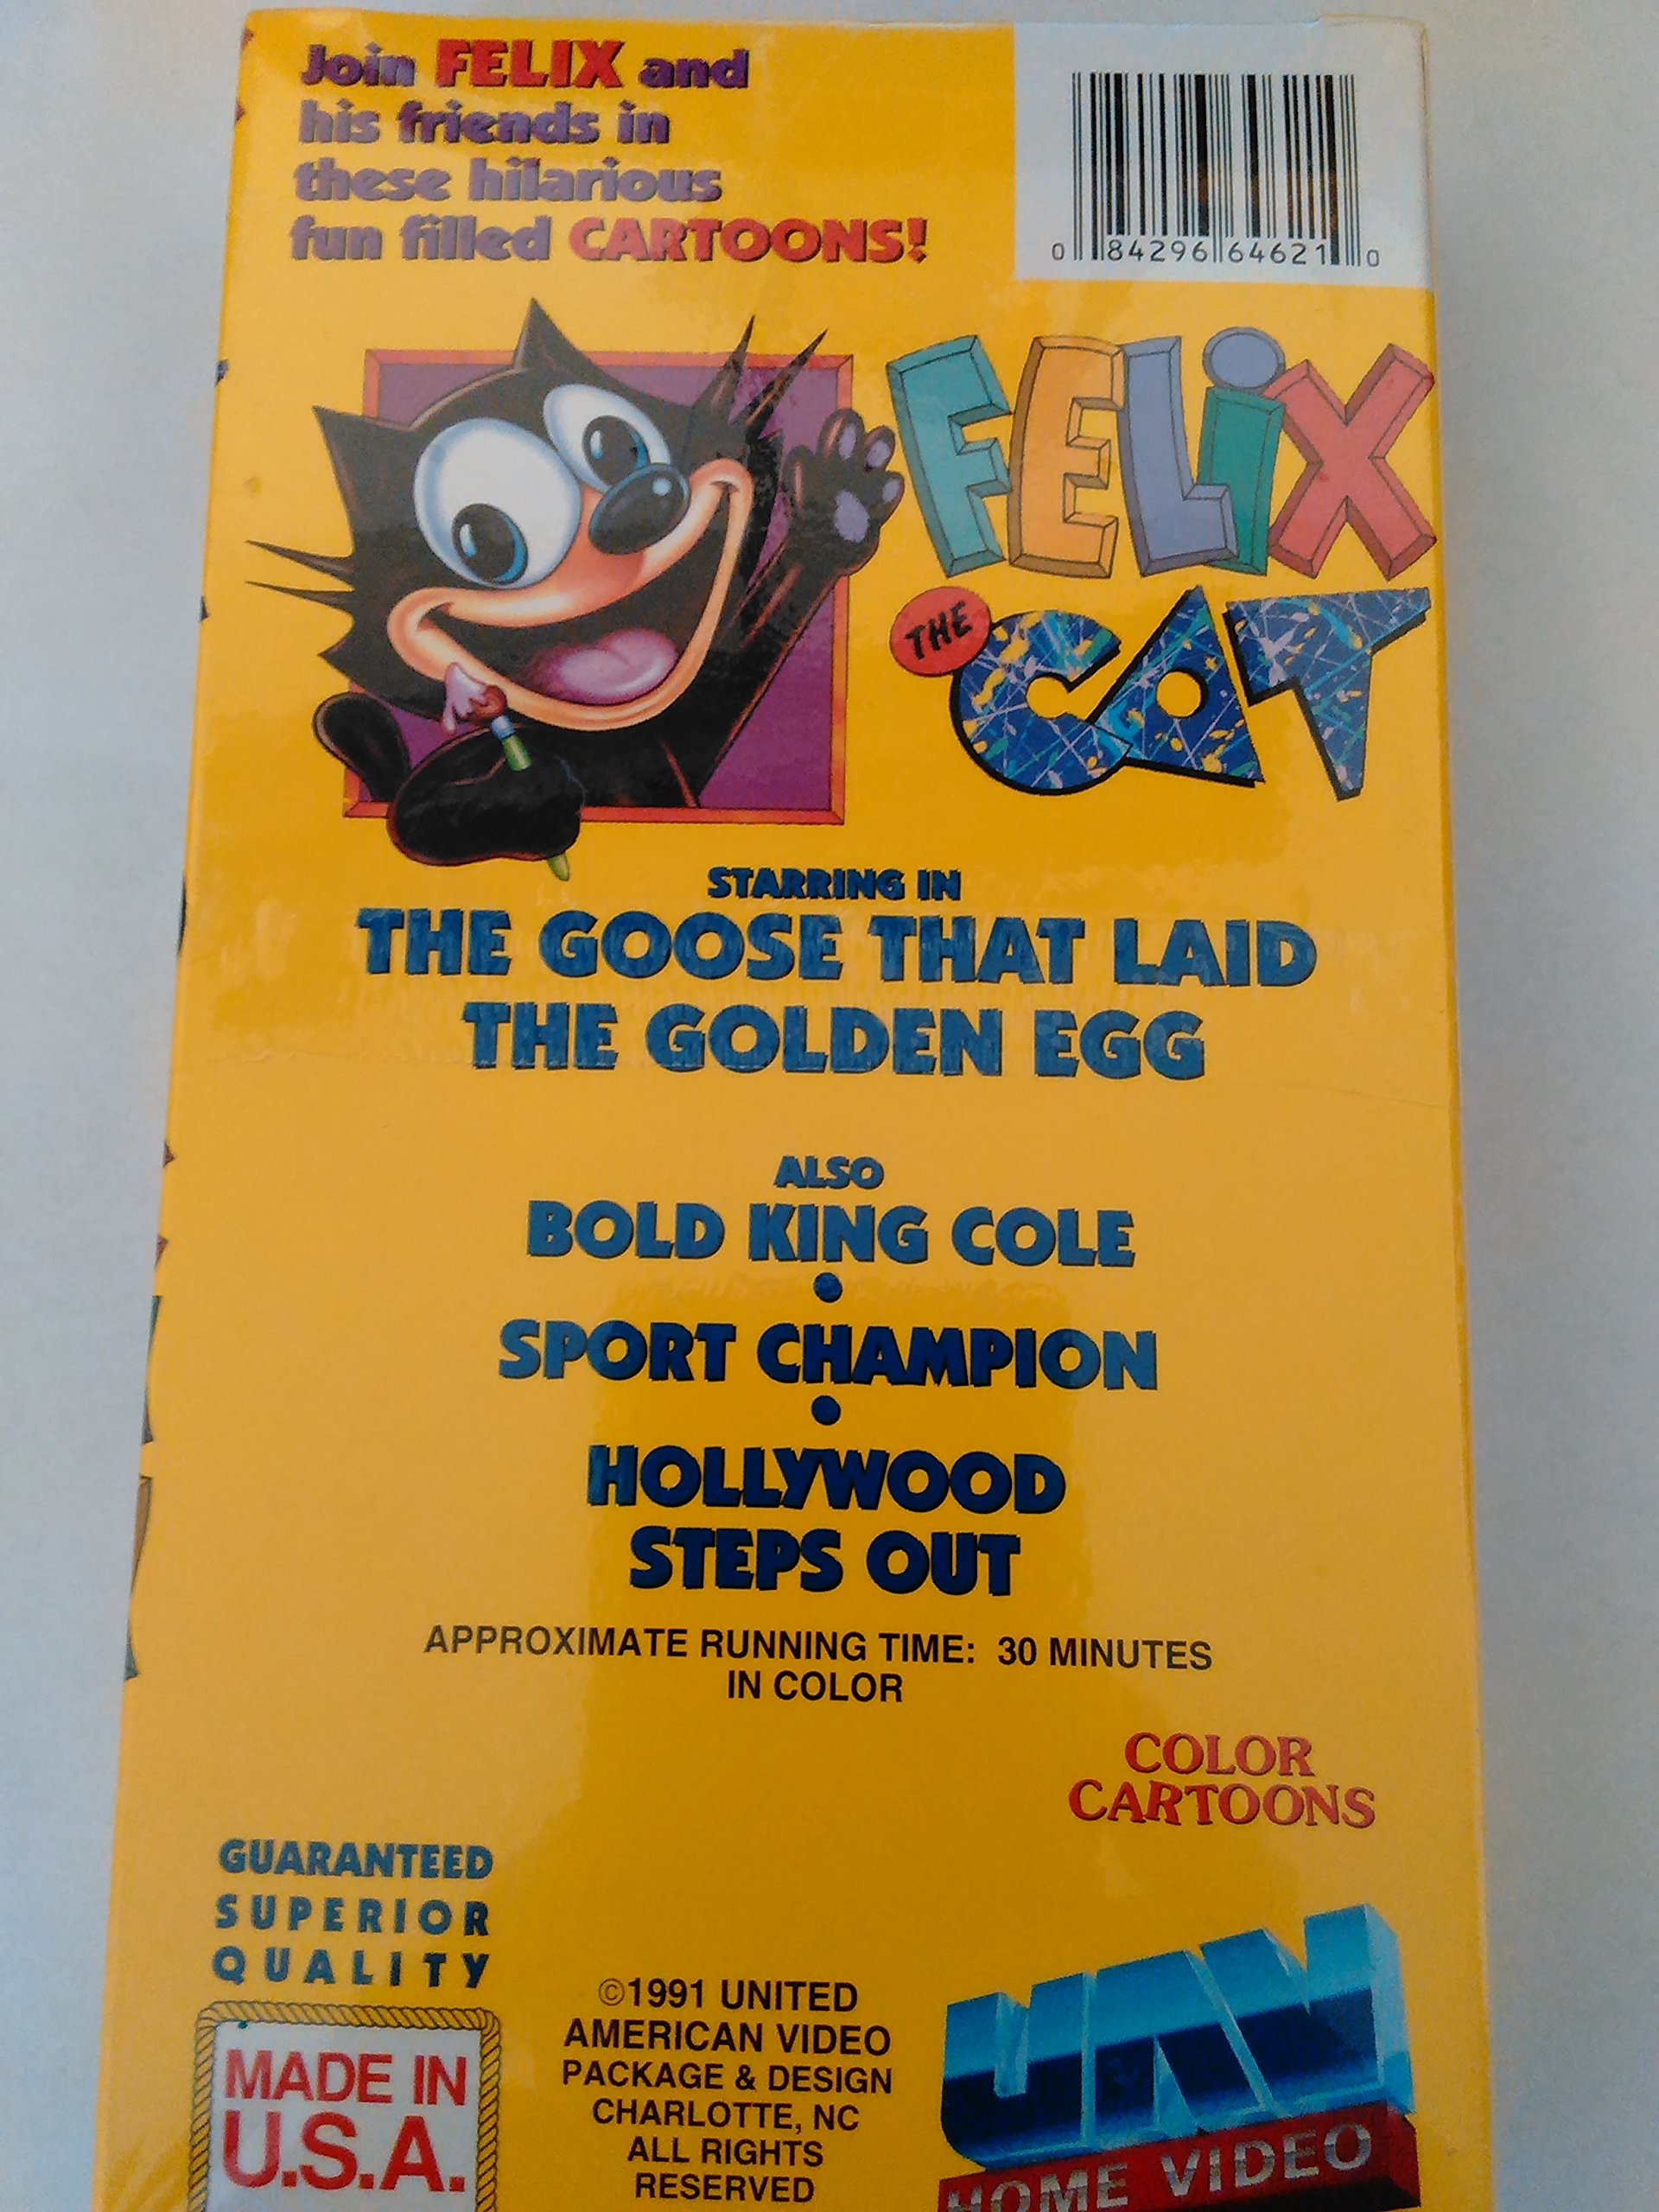 Join FELIX and
his friends in
these hilarious
fun filled CARTOONS!
0 84296 64621 0
FELIX
THE CAT
STARRING IN
THE GOOSE THAT LAID
THE GOLDEN EGG
ALSO
BOLD KING COLE
•
SPORT CHAMPION
•
HOLLYWOOD
STEPS OUT
APPROXIMATE RUNNING TIME: 30 MINUTES
IN COLOR
COLOR
CARTOONS
GUARANTEED
SUPERIOR
QUALITY
MADE IN
U.S.A.
©1991 UNITED
AMERICAN VIDEO
PACKAGE & DESIGN
CHARLOTTE, NC
ALL RIGHTS
RESERVED
UAV
HOME VIDEO